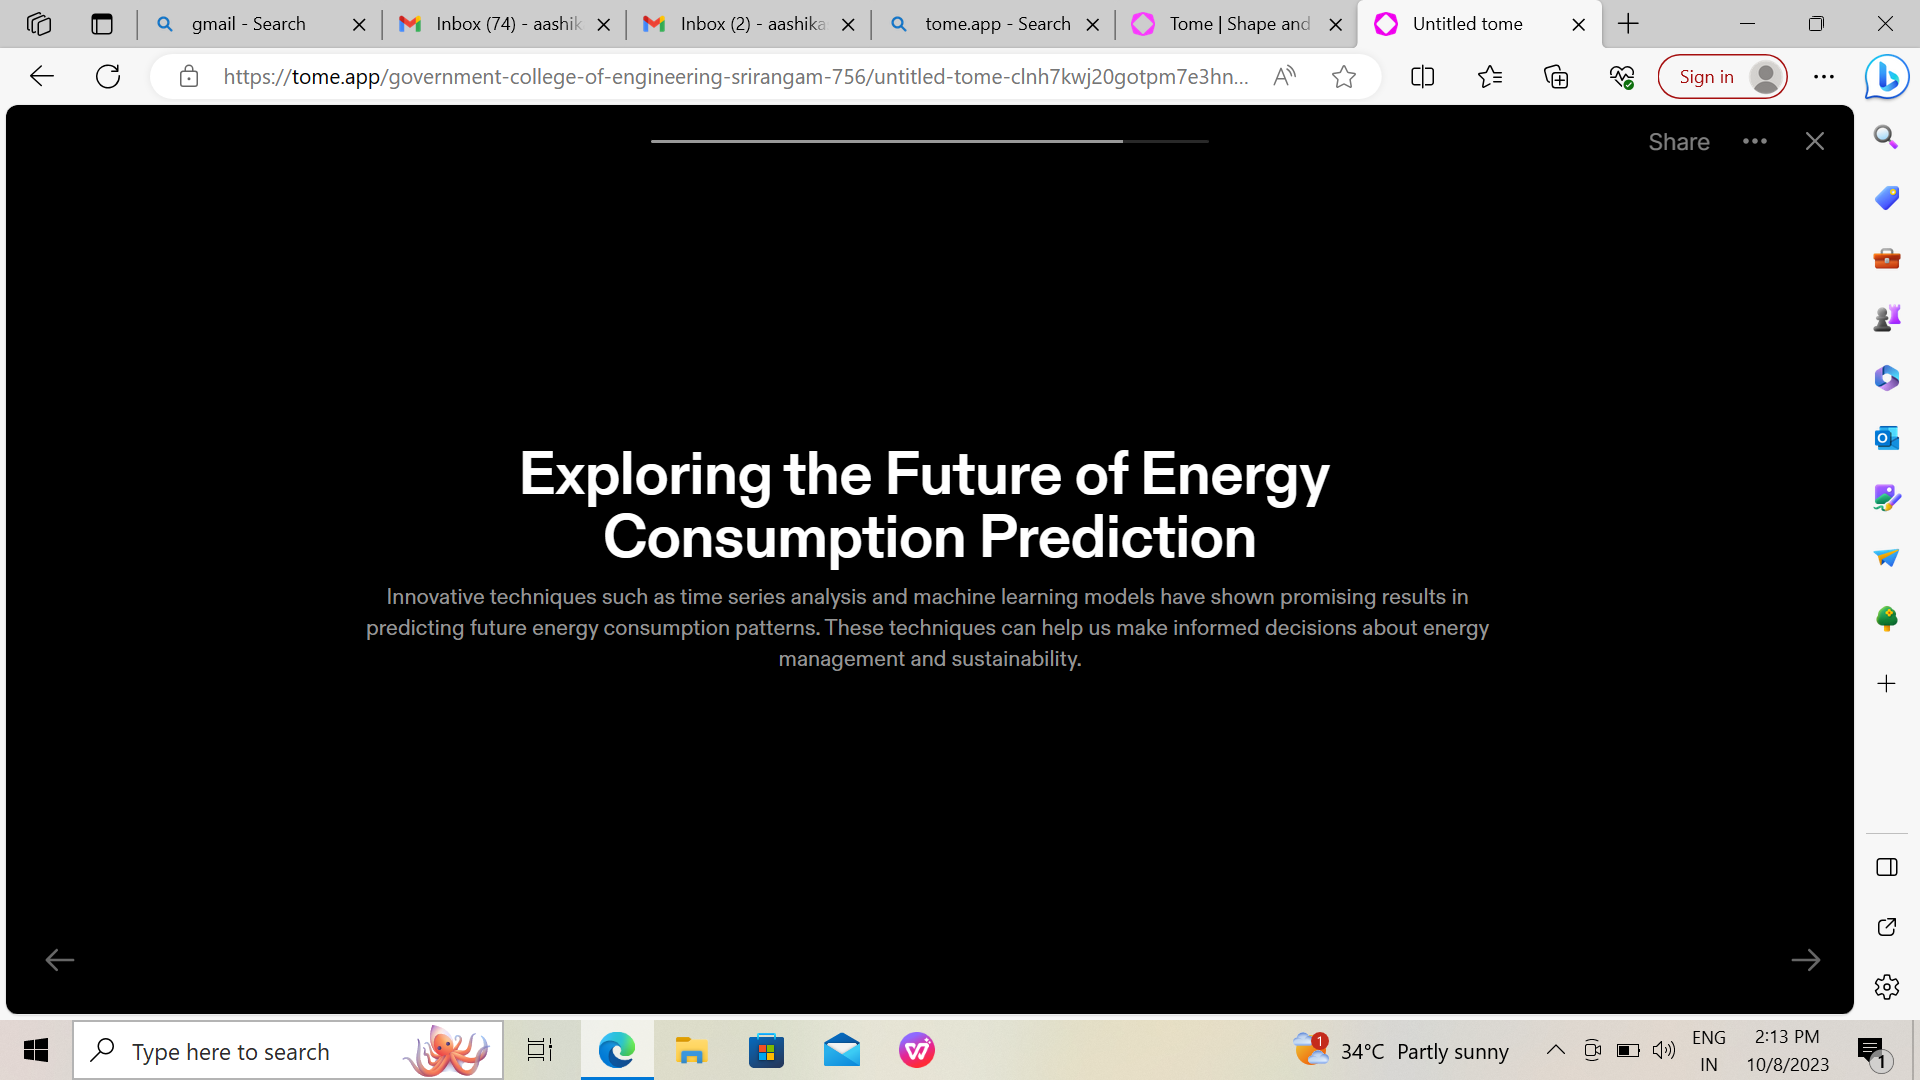 gmail - Search
Inbox (74) - aashik
Inbox (2) - aashika
tome.app - Search
Tome | Shape and
Untitled tome
https://tome.app/government-college-of-engineering-srirangam-756/untitled-tome-clnh7kwj20gotpm7e3hn...
Sign in
Share
Exploring the Future of Energy
Consumption Prediction
Innovative techniques such as time series analysis and machine learning models have shown promising results in
predicting future energy consumption patterns. These techniques can help us make informed decisions about energy
management and sustainability.
Type here to search
1
34°C Partly sunny
ENG
IN
2:13 PM
10/8/2023
1